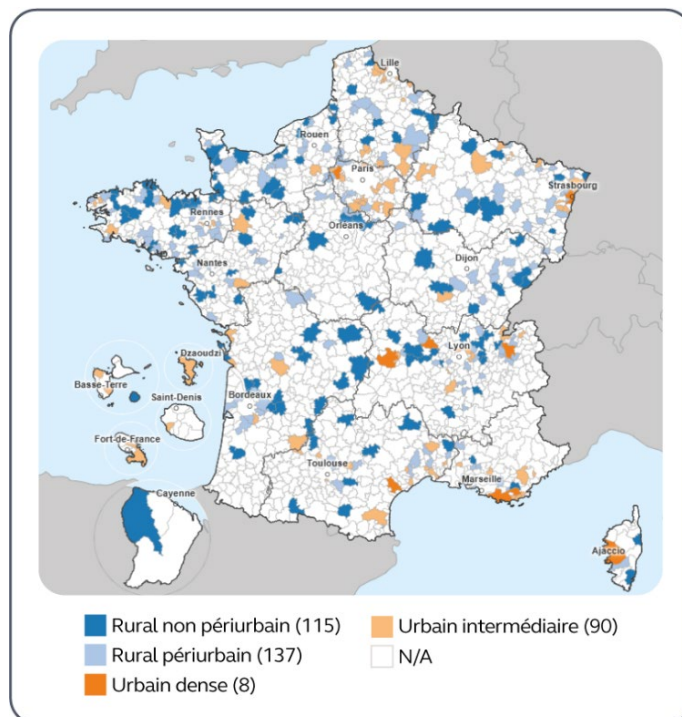 Lille
Rouen
Paris
Strasbourg
Rennes
Orléans
Dijon
Nantes
Dzaoudzi
Lyon
Basse-Terre
Saint-Denis
Bordeaux
Fort-de-France
Toulouse
Marseille
Cayenne
Ajaccio
Rural non périurbain (115)
Urbain intermédiaire (90)
Rural périurbain (137)
N/A
Urbain dense (8)